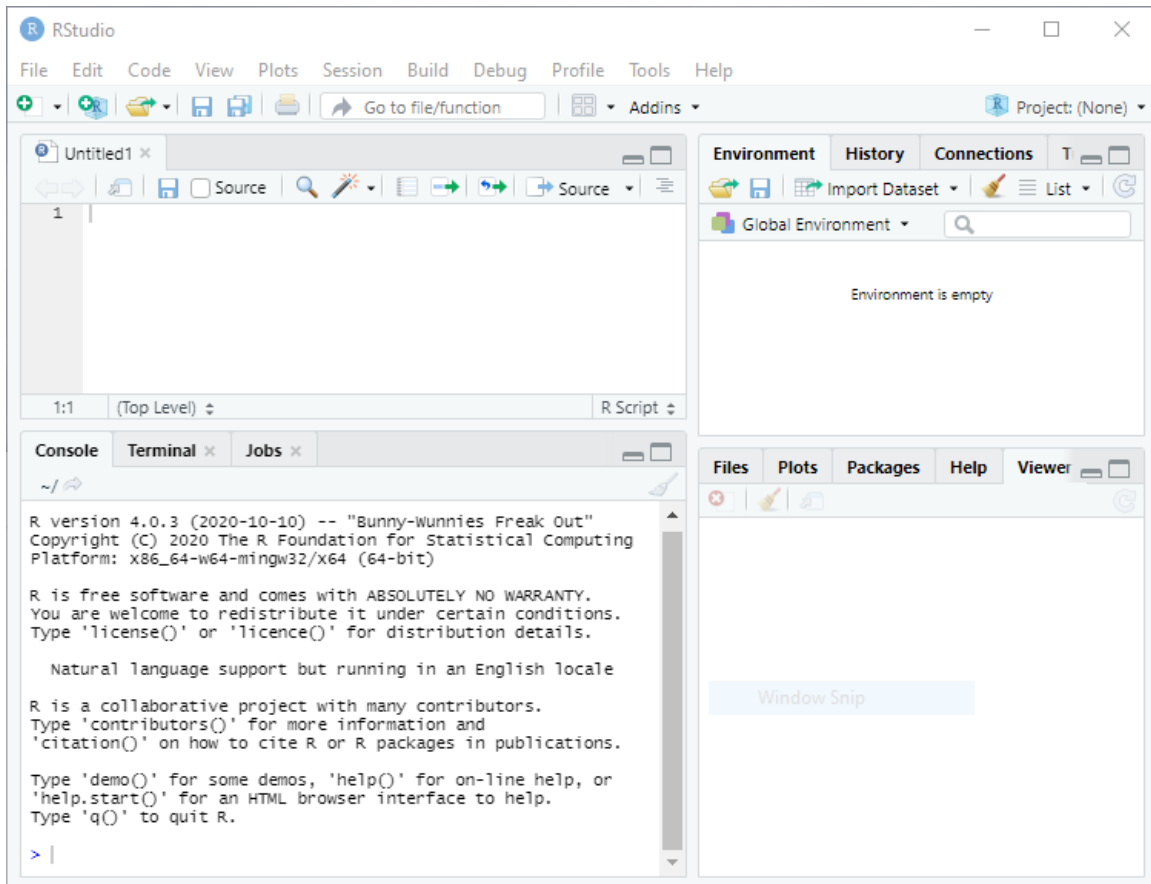 RStudio
File Edit Code View Plots Session Build Debug Profile Tools Help
Go to file/function Addins Project: (None)
Untitled1
Source Source
1
1:1 (Top Level) R Script
Console Terminal Jobs
~/
R version 4.0.3 (2020-10-10) -- "Bunny-Wunnies Freak Out"
Copyright (C) 2020 The R Foundation for Statistical Computing
Platform: x86_64-w64-mingw32/x64 (64-bit)
R is free software and comes with ABSOLUTELY NO WARRANTY.
You are welcome to redistribute it under certain conditions.
Type 'license()' or 'licence()' for distribution details.
Natural language support but running in an English locale
R is a collaborative project with many contributors.
Type 'contributors()' for more information and
'citation()' on how to cite R or R packages in publications.
Type 'demo()' for some demos, 'help()' for on-line help, or
'help.start()' for an HTML browser interface to help.
Type 'q()' to quit R.
>
Environment History Connections T
Import Dataset List
Global Environment
Environment is empty
Files Plots Packages Help Viewer
Window Snip